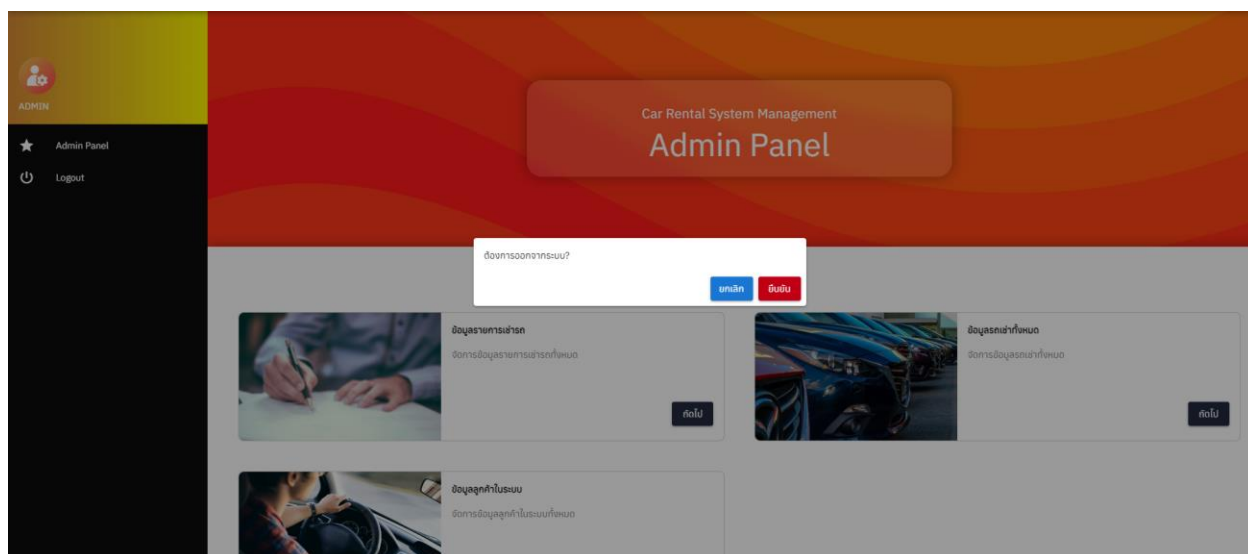 ADMIN
Admin Panel
Logout
Car Rental System Management
Admin Panel
ต้องการออกจากระบบ?
ยกเลิก
ยืนยัน
ข้อมูลรายการเช่ารถ
จัดการข้อมูลรายการเช่ารถทั้งหมด
ถัดไป
ข้อมูลรถเช่าทั้งหมด
จัดการข้อมูลรถเช่าทั้งหมด
ถัดไป
ข้อมูลลูกค้าในระบบ
จัดการข้อมูลลูกค้าในระบบทั้งหมด